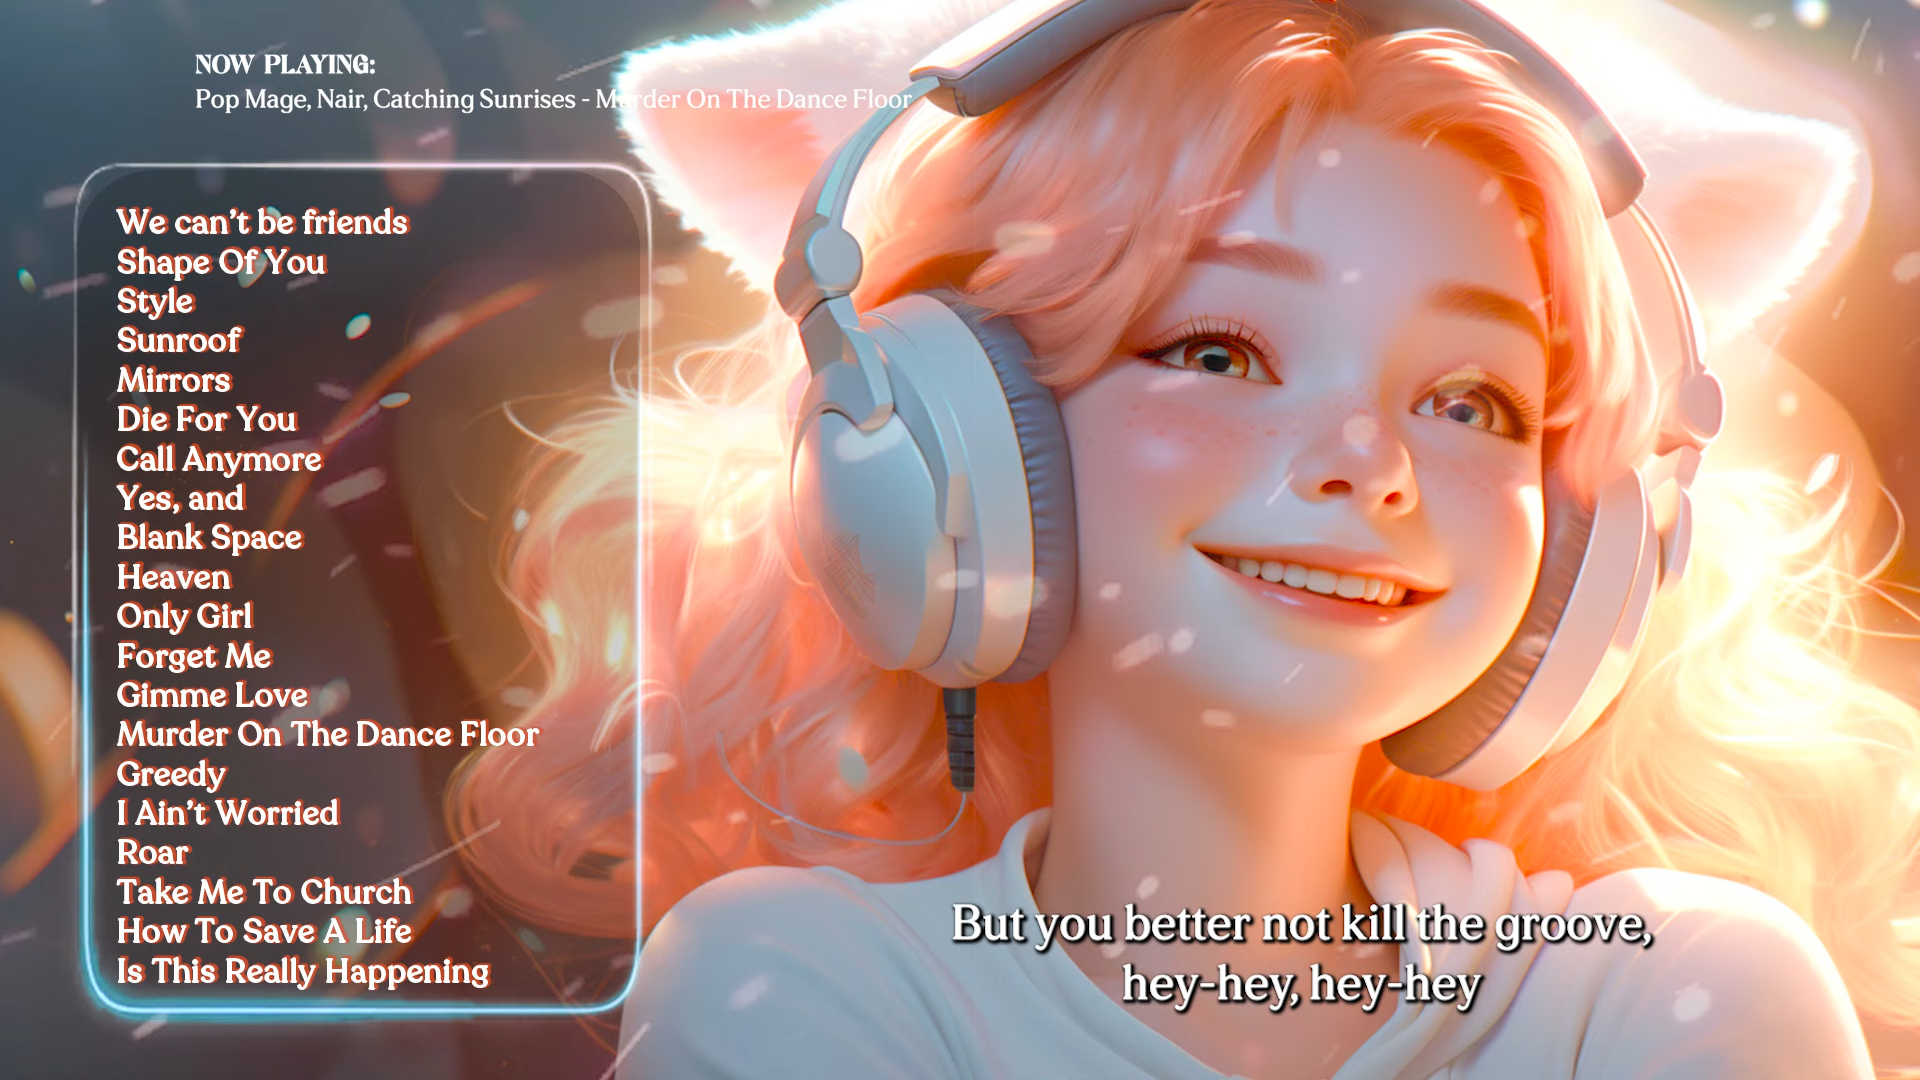 NOW PLAYING:
Pop Mage, Nair, Catching Sunrises - Murder On The Dance Floor
We can't be friends
Shape Of You
Style
Sunroof
Mirrors
Die For You
Call Anymore
Yes, and
Blank Space
Heaven
Only Girl
Forget Me
Gimme Love
Murder On The Dance Floor
Greedy
I Ain't Worried
Roar
Take Me To Church
How To Save A Life
Is This Really Happening
But you better not kill the groove,
hey-hey, hey-hey